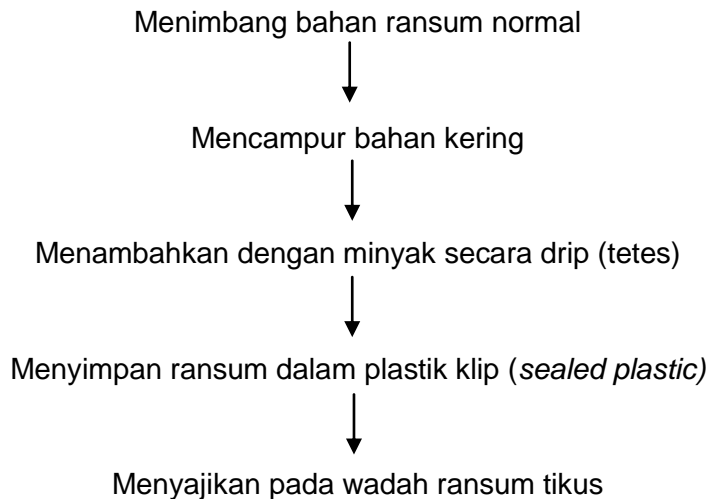 Menimbang bahan ransum normal
Mencampur bahan kering
Menambahkan dengan minyak secara drip (tetes)
Menyimpan ransum dalam plastik klip (sealed plastic)
Menyajikan pada wadah ransum tikus